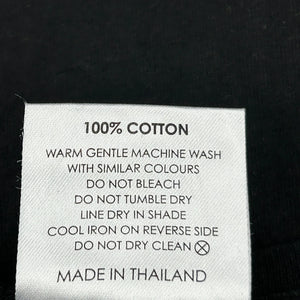 100% COTTON
WARM GENTLE MACHINE WASH
WITH SIMILAR COLOURS
DO NOT BLEACH
DO NOT TUMBLE DRY
LINE DRY IN SHADE
COOL IRON ON REVERSE SIDE
DO NOT DRY CLEAN
MADE IN THAILAND